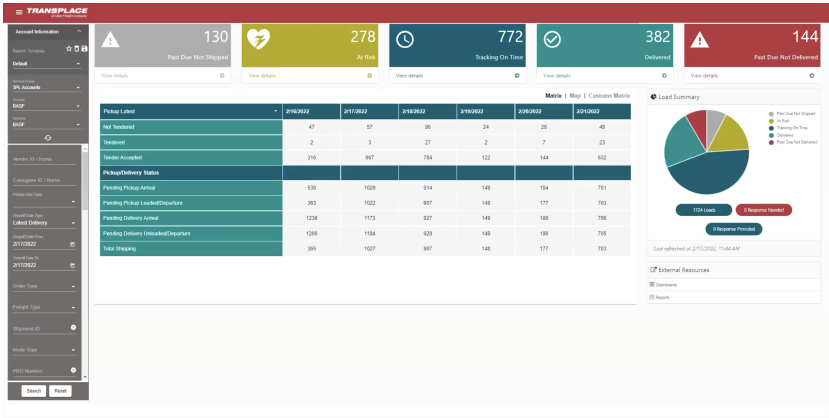 TRANSPLACE
an Uber Freight company
Account Information
Search Template
Default
Service Group
3PL Accounts
Division
BASF
Account
BASF
Vendor ID / Name
Consignee ID / Name
Pickup Date Type
Dropoff Date Type
Latest Delivery
Dropoff Date From
2/17/2022
Dropoff Date To
2/17/2022
Order Type
Freight Type
Shipment ID
Mode Type
PRO Number
Search Reset
130
Past Due Not Shipped
View details
278
At Risk
View details
772
Tracking On Time
View details
382
Delivered
View details
144
Past Due Not Delivered
View details
Matrix | Map | Customs Matrix
Pickup Latest 2/16/2022 2/17/2022 2/18/2022 2/19/2022 2/20/2022 2/21/2022
Not Tendered 47 57 96 24 26 48
Tendered 2 3 27 2 7 23
Tender Accepted 316 967 784 122 144 632
Pickup/Delivery Status
Pending Pickup Arrival 538 1029 914 148 184 701
Pending Pickup Loaded/Departure 363 1022 907 148 177 703
Pending Delivery Arrival 1236 1173 927 149 186 706
Pending Delivery Unloaded/Departure 1286 1184 928 149 186 705
Total Shipping 365 1027 907 148 177 703
Load Summary
Past Due Not Shipped
At Risk
Tracking On Time
Delivered
Past Due Not Delivered
1724 Loads
0 Response Needed
0 Response Provided
Last refreshed at 2/17/2022, 11:44 AM
External Resources
Dashboards
Reports